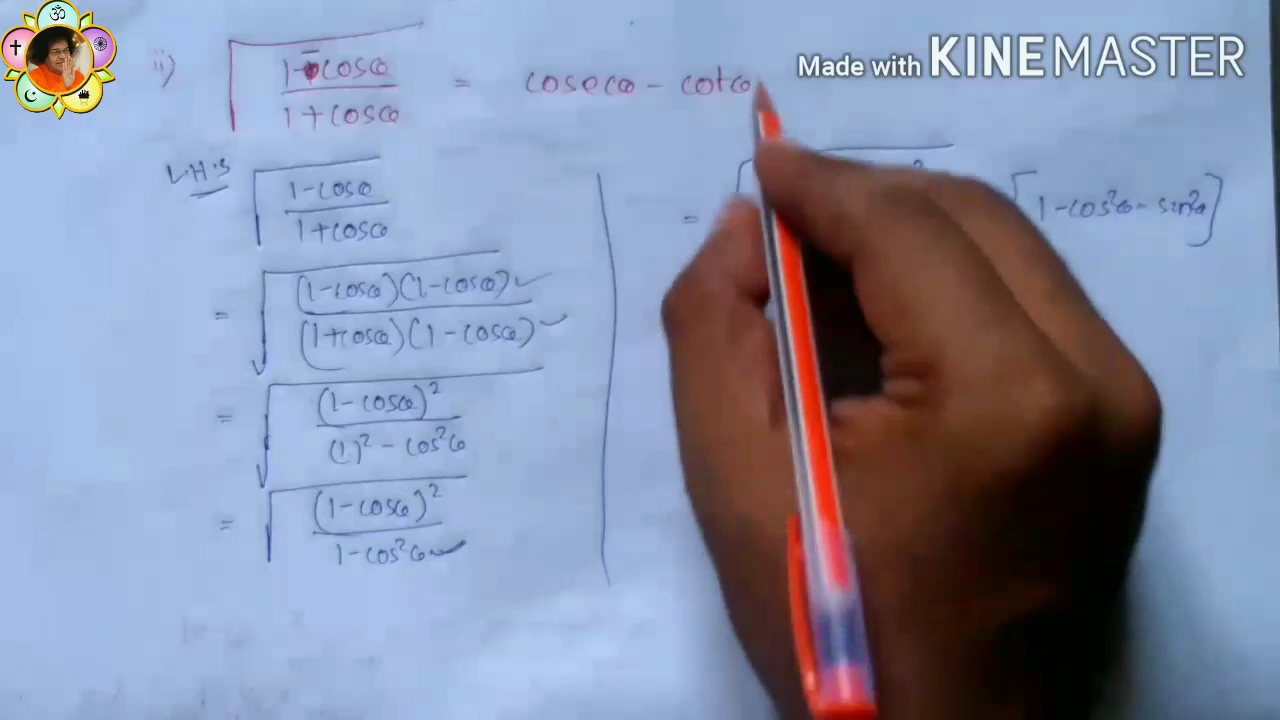 Made with KINEMASTER
ii) √(1-cosθ / 1+cosθ) = cosecθ - cotθ
L.H.S √(1-cosθ / 1+cosθ)
= √((1-cosθ)(1-cosθ) / (1+cosθ)(1-cosθ))
= √((1-cosθ)² / (1)² - cos²θ)
= √((1-cosθ)² / 1-cos²θ)
= √ ² [1-cos²θ - sin²θ]